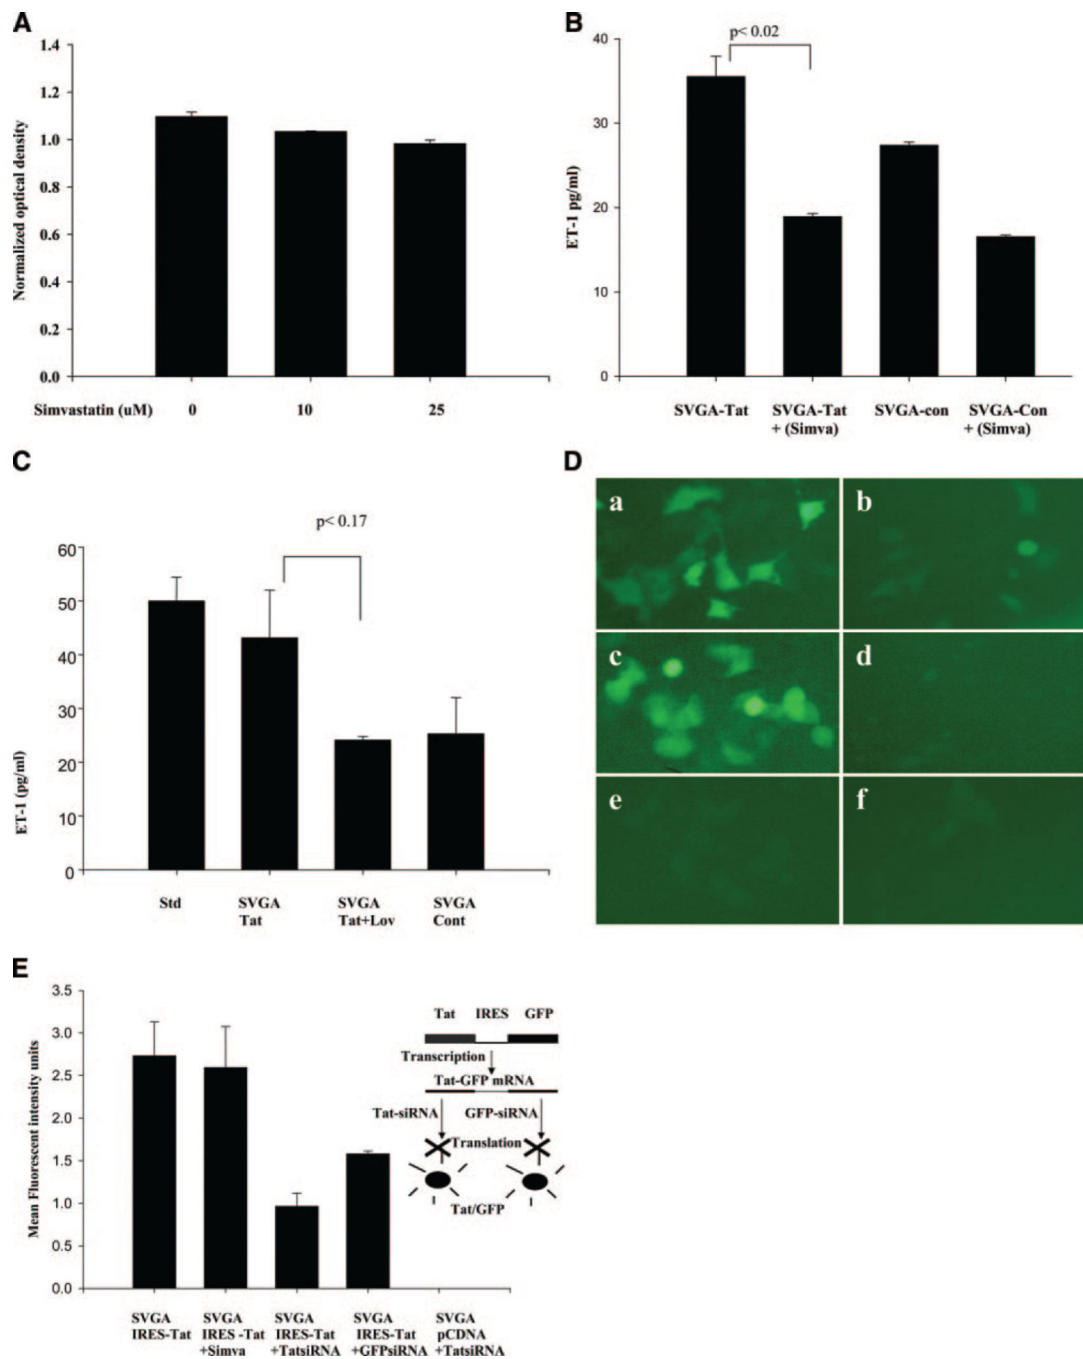 A
1.4
1.2
1.0
0.8
0.6
0.4
0.2
0.0
Normalized optical density
Simvastatin (uM) 0 10 25
B
p< 0.02
40
30
20
10
0
ET-1 pg/ml)
SVGA-Tat SVGA-Tat SVGA-con SVGA-Con
+ (Simva) + (Simva)
C
p< 0.17
60
50
40
30
20
10
0
ET-1 (pg/ml)
Std SVGA SVGA SVGA
Tat Tat+Lov Cont
D
a b
c d
e f
E
3.5
3.0
2.5
2.0
1.5
1.0
0.5
0.0
Mean Fluorescent intensity units
Tat IRES GFP
Transcription
Tat-GFP mRNA
Tat-siRNA GFP-siRNA
Translation
Tat/GFP
SVGA SVGA SVGA SVGA SVGA
IRES-Tat IRES -Tat IRES-Tat IRES-Tat pCDNA
+Simva +TatsiRNA +GFPsiRNA +TatsiRNA